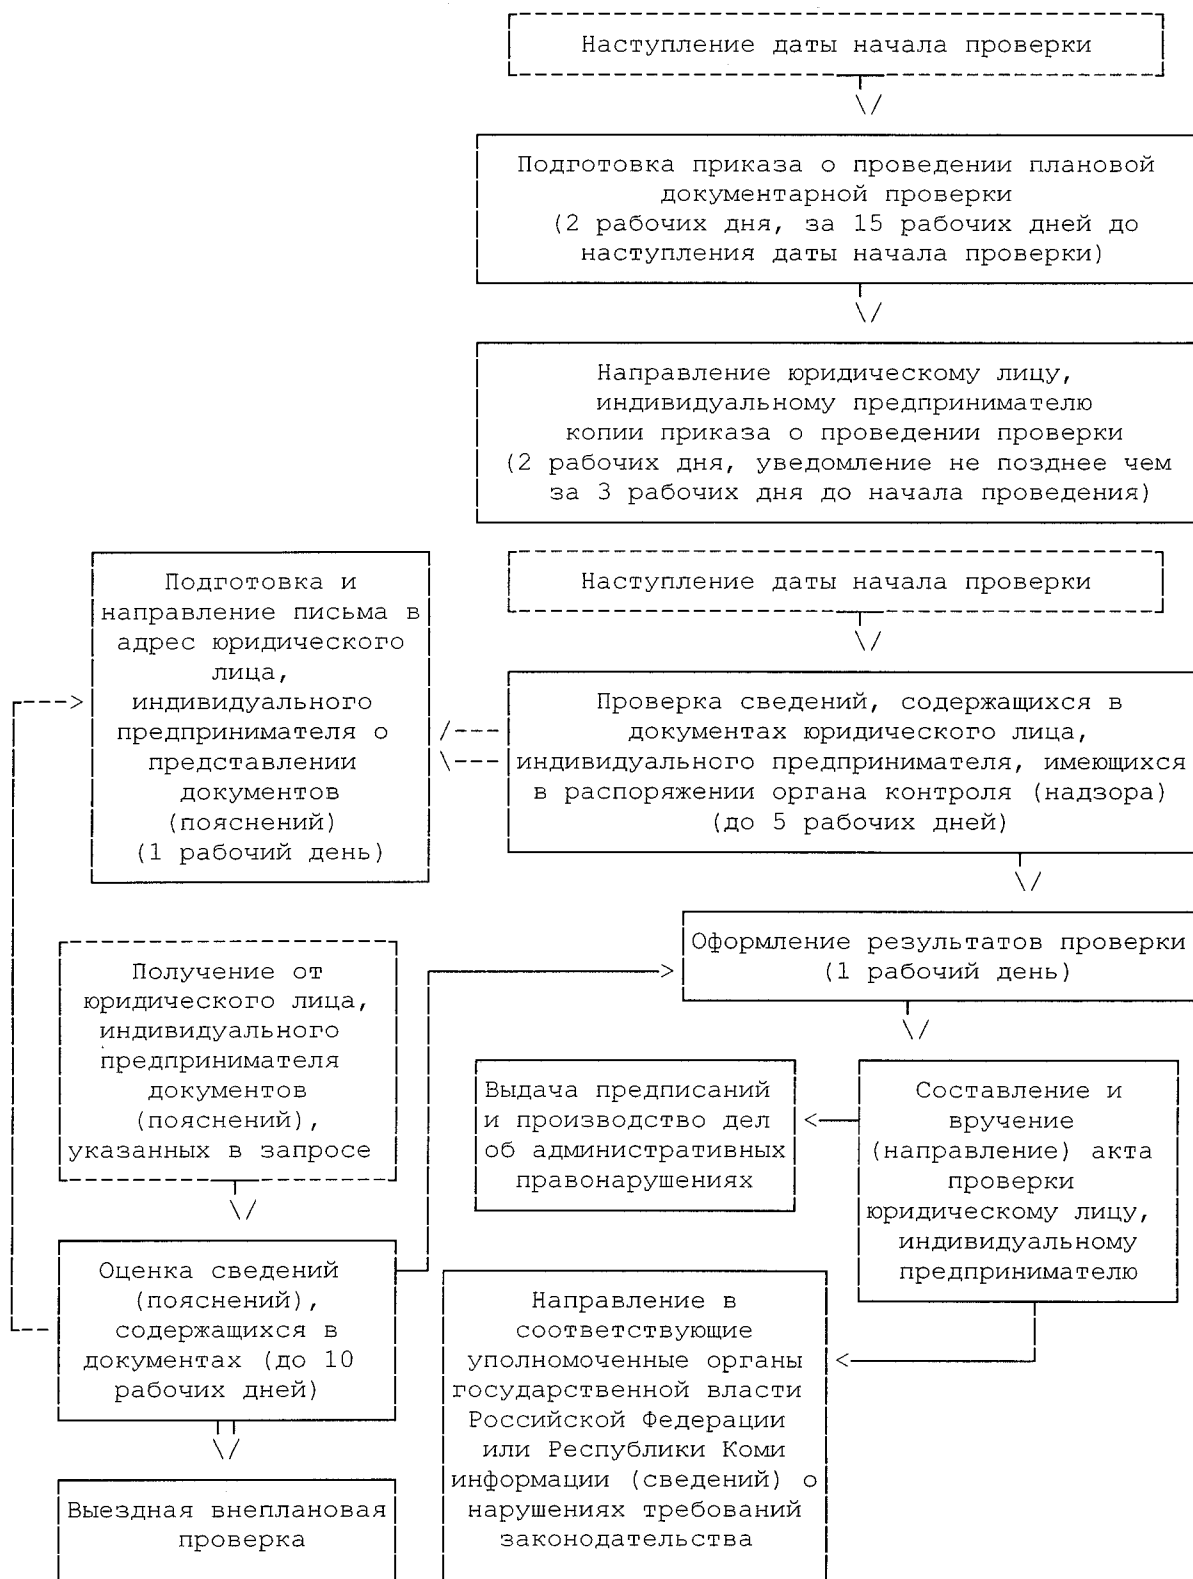 Наступление даты начала проверки
Подготовка приказа о проведении плановой
документарной проверки
(2 рабочих дня, за 15 рабочих дней до
наступления даты начала проверки)
Направление юридическому лицу,
индивидуальному предпринимателю
копии приказа о проведении проверки
(2 рабочих дня, уведомление не позднее чем
за 3 рабочих дня до начала проведения)
Наступление даты начала проверки
Подготовка и
направление письма в
адрес юридического
лица,
индивидуального
предпринимателя о
представлении
документов
(пояснений)
(1 рабочий день)
Проверка сведений, содержащихся в
документах юридического лица,
индивидуального предпринимателя, имеющихся
в распоряжении органа контроля (надзора)
(до 5 рабочих дней)
Оформление результатов проверки
(1 рабочий день)
Получение от
юридического лица,
индивидуального
предпринимателя
документов
(пояснений),
указанных в запросе
Выдача предписаний
и производство дел
об административных
правонарушениях
Составление и
вручение
(направление) акта
проверки
юридическому лицу,
индивидуальному
предпринимателю
Оценка сведений
(пояснений),
содержащихся в
документах (до 10
рабочих дней)
Направление в
соответствующие
уполномоченные органы
государственной власти
Российской Федерации
или Республики Коми
информации (сведений) о
нарушениях требований
законодательства
Выездная внеплановая
проверка